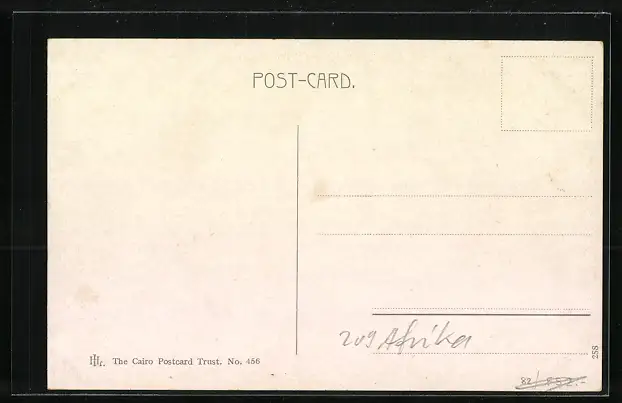 POST-CARD.
The Cairo Postcard Trust. No. 456
209 Afrika
258